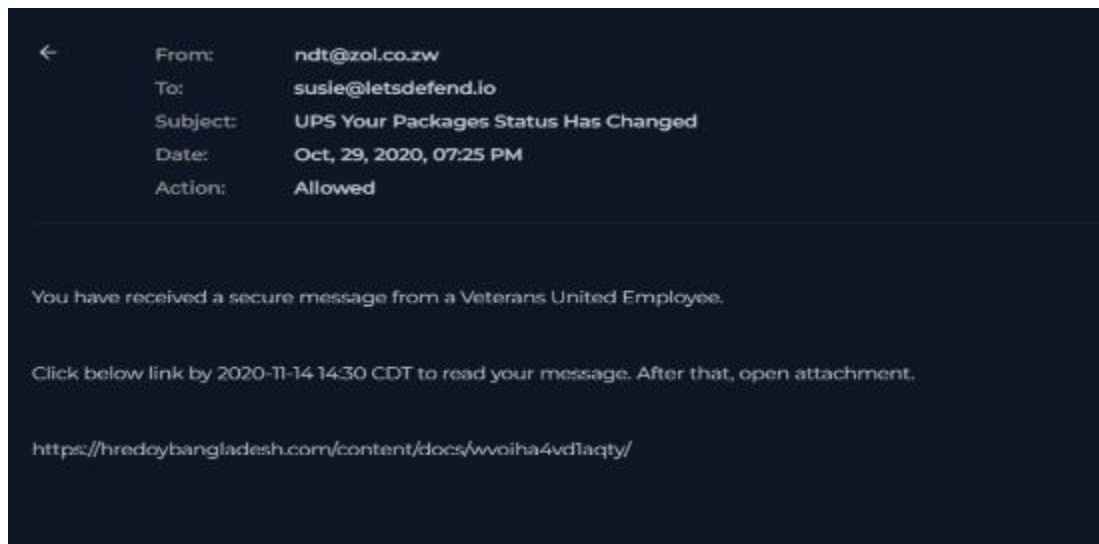 From: ndt@zol.co.zw
To: susie@letsdefend.io
Subject: UPS Your Packages Status Has Changed
Date: Oct, 29, 2020, 07:25 PM
Action: Allowed
You have received a secure message from a Veterans United Employee.
Click below link by 2020-11-14 14:30 CDT to read your message. After that, open attachment.
https://hredoybangladesh.com/content/docs/wvoiha4vd1aqty/